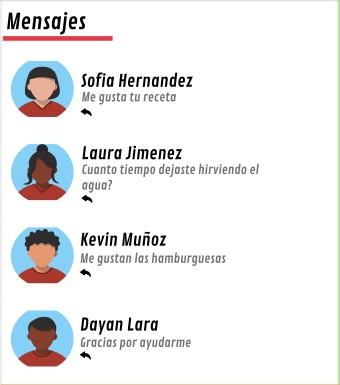 Mensajes
Sofia Hernandez
Me gusta tu receta
Laura Jimenez
Cuanto tiempo dejaste hirviendo el
agua?
Kevin Muñoz
Me gustan las hamburguesas
Dayan Lara
Gracias por ayudarme